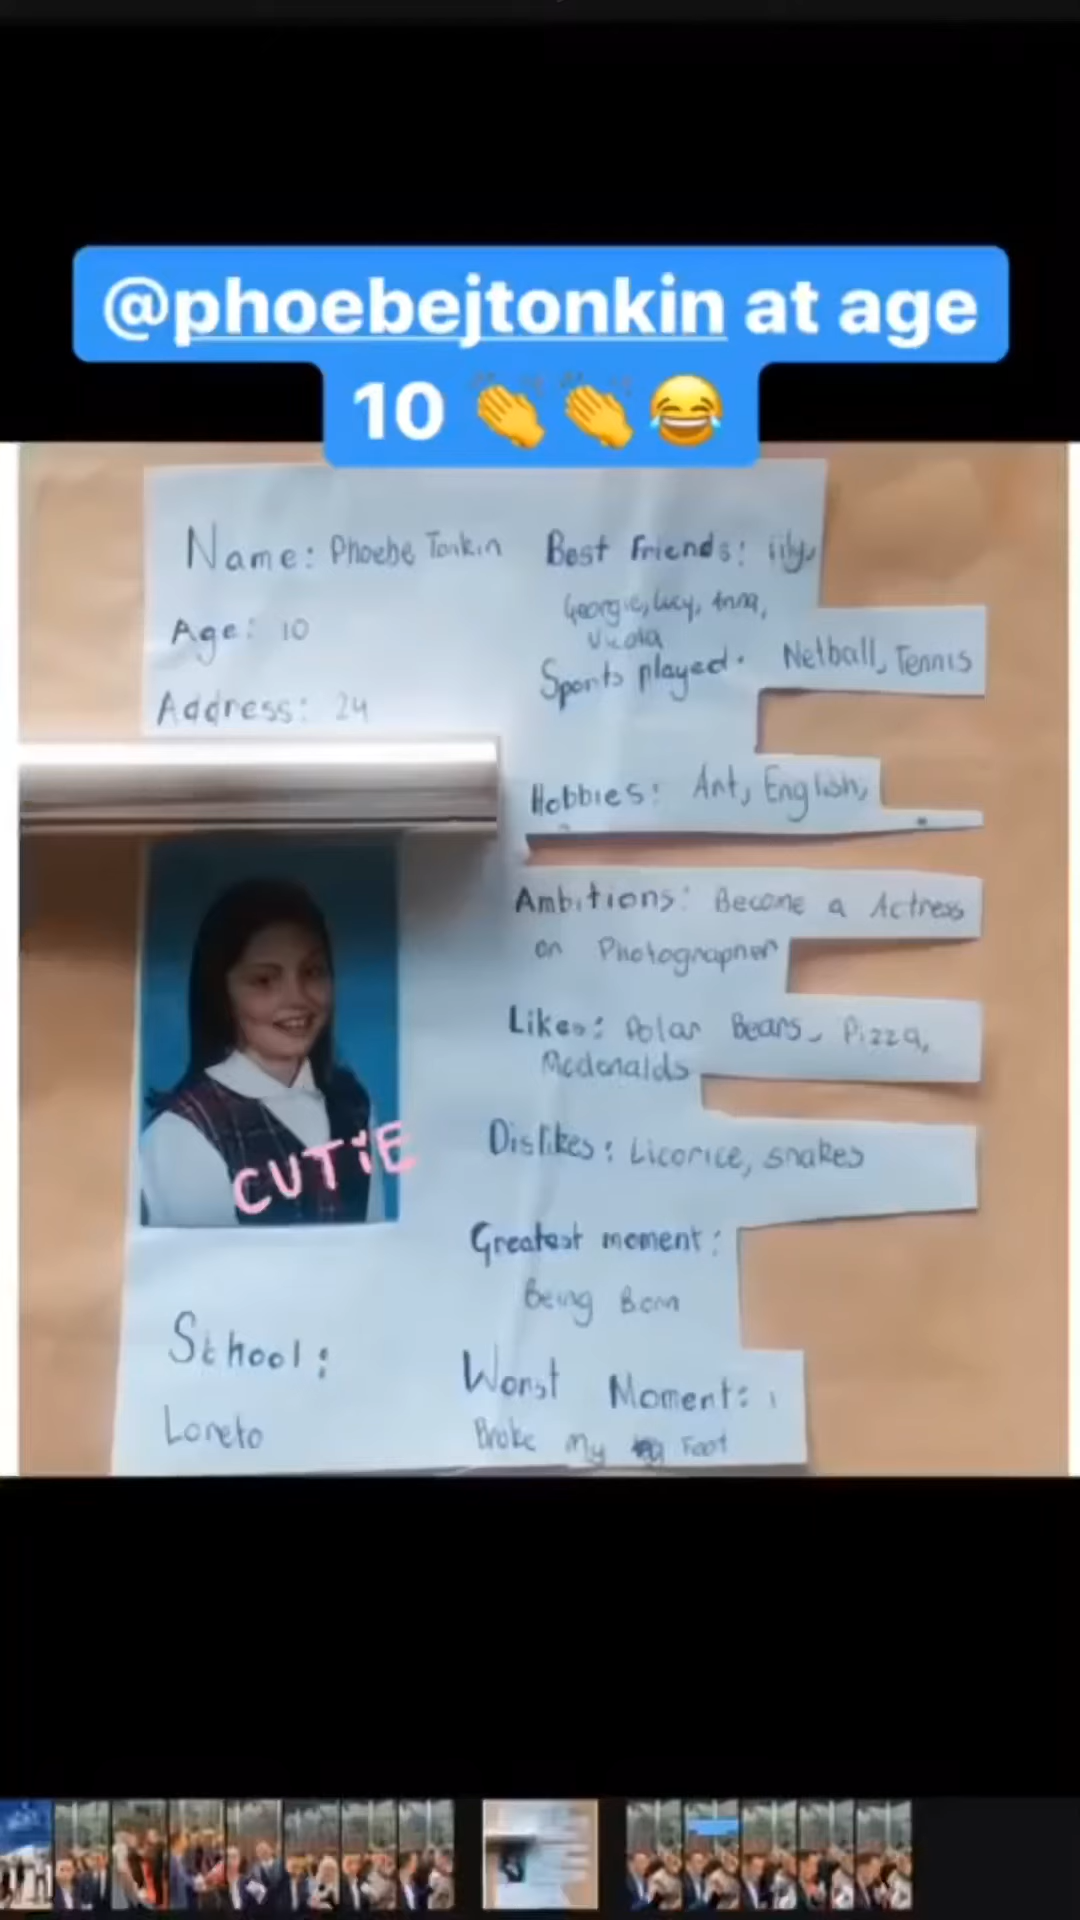 @phoebejtonkin at age
10 👏👏😂
Name: Phoebe Tonkin
Age: 10
Address: 24
Best Friends:
Georgie, Lucy, Anna,
Nicola
Sports played: Netball, Tennis
Hobbies: Art, English,
Ambitions: Become a Actress
or Photographer
Likes: Polar Bears, Pizza,
Mcdonalds
Dislikes: Licorice, snakes
Greatest moment:
Being Born
CUTiE
School:
Loreto
Worst Moment: i
Broke my Foot